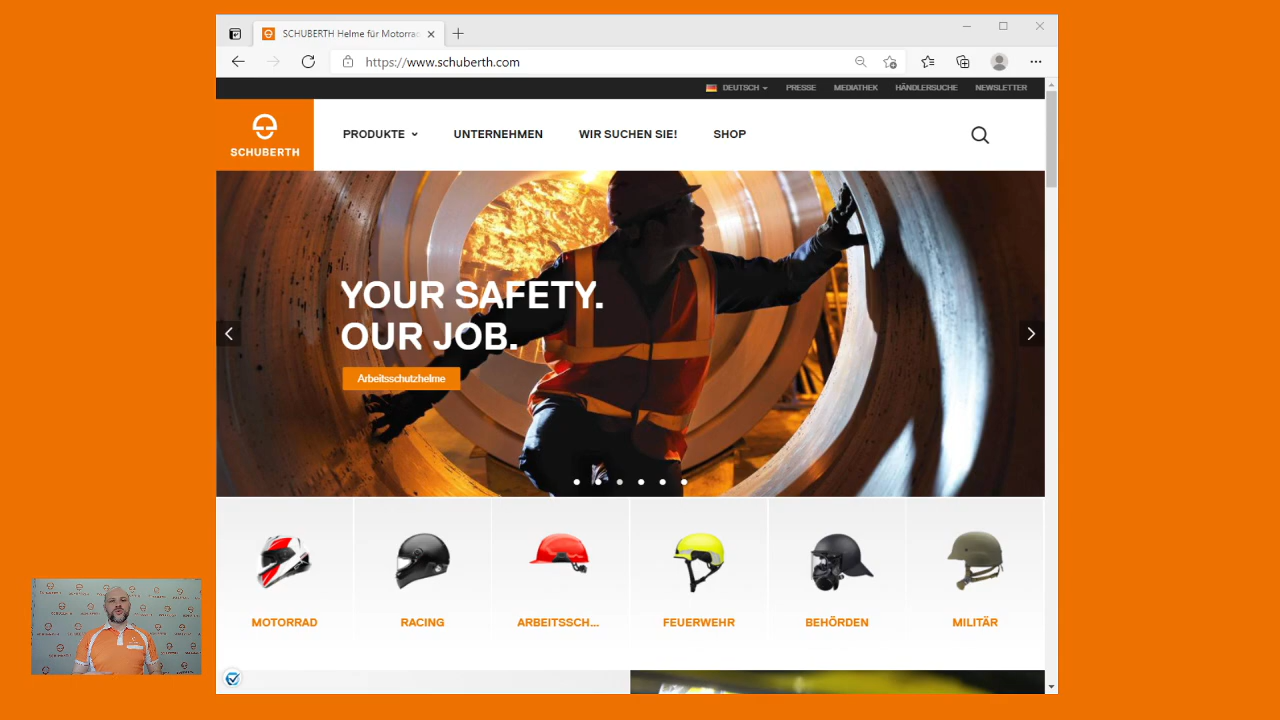 SCHUBERTH Helme für Motorrad
https://www.schuberth.com
DEUTSCH PRESSE MEDIATHEK HÄNDLERSUCHE NEWSLETTER
SCHUBERTH
PRODUKTE UNTERNEHMEN WIR SUCHEN SIE! SHOP
YOUR SAFETY.
OUR JOB.
Arbeitsschutzhelme
MOTORRAD RACING ARBEITSSCH... FEUERWEHR BEHÖRDEN MILITÄR